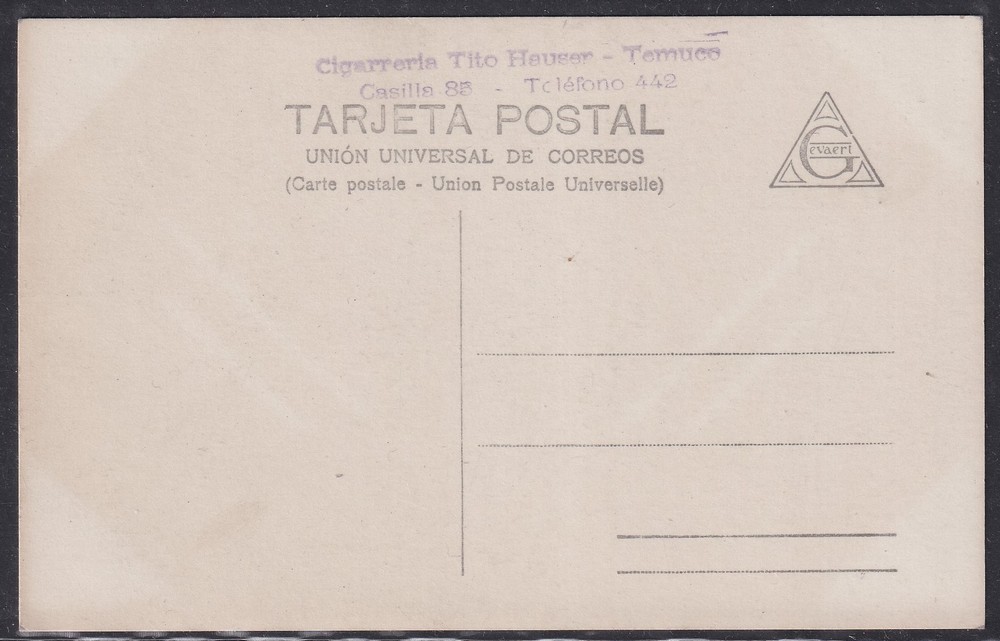 Cigarreria Tito Hauser - Temuco
Casilla 85 - Teléfono 442
TARJETA POSTAL
UNIÓN UNIVERSAL DE CORREOS
(Carte postale - Union Postale Universelle)
Gevaert